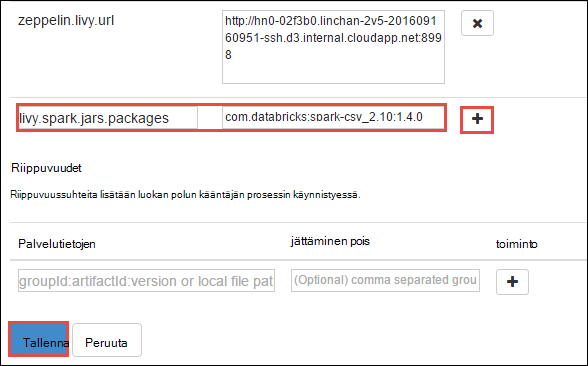 zeppelin.livy.url
http://hn0-02f3b0.linchan-2v5-2016091
60951-ssh.d3.internal.cloudapp.net:899
8
livy.spark.jars.packages com.databricks:spark-csv_2.10:1.4.0
Riippuvuudet
Riippuvuussuhteita lisätään luokan polun kääntäjän prosessin käynnistyessä.
Palvelutietojen jättäminen pois toiminto
groupId:artifactId:version or local file pat (Optional) comma separated grou
Tallenna Peruuta